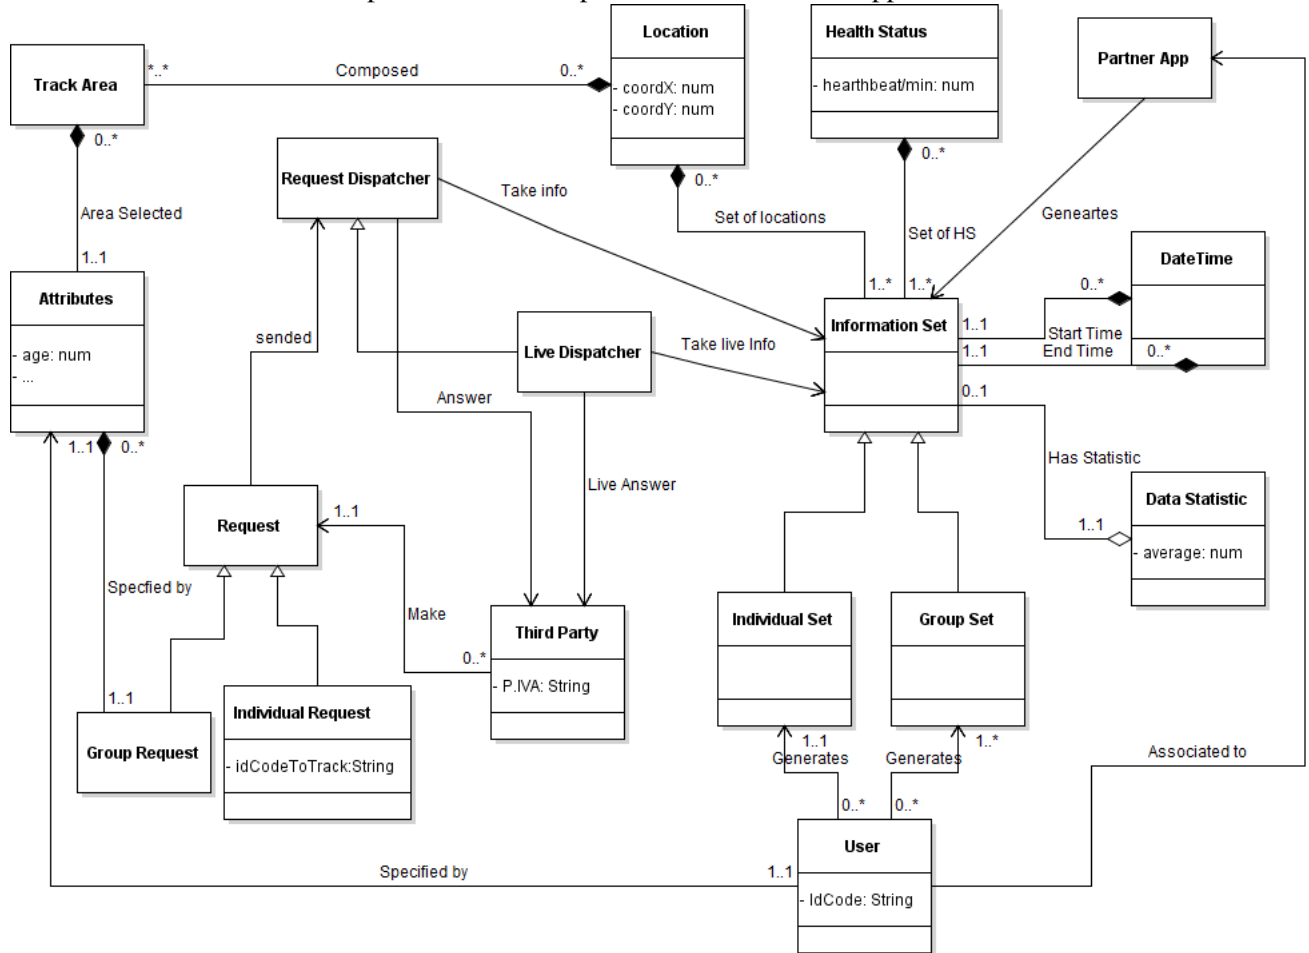 Location
- coordX: num
- coordY: num
Health Status
- hearthbeat/min: num
Partner App
Track Area
*..*
Composed
0..*
0..*
Request Dispatcher
Take info
0..*
Set of locations
1..*
0..*
Set of HS
1..*
Geneartes
DateTime
Area Selected
1..1
Attributes
- age: num
- ...
sended
Live Dispatcher
Take live Info
Information Set
0..*
1..1
Start Time
1..1
End Time
0..*
0..1
Answer
1..1
0..*
Has Statistic
Live Answer
Request
1..1
Data Statistic
- average: num
1..1
Specfied by
Make
Third Party
- P.IVA: String
0..*
Individual Set
Group Set
1..1
Group Request
Individual Request
- idCodeToTrack:String
1..1
Generates
1..*
Generates
Associated to
0..*
0..*
User
- IdCode: String
Specified by
1..1